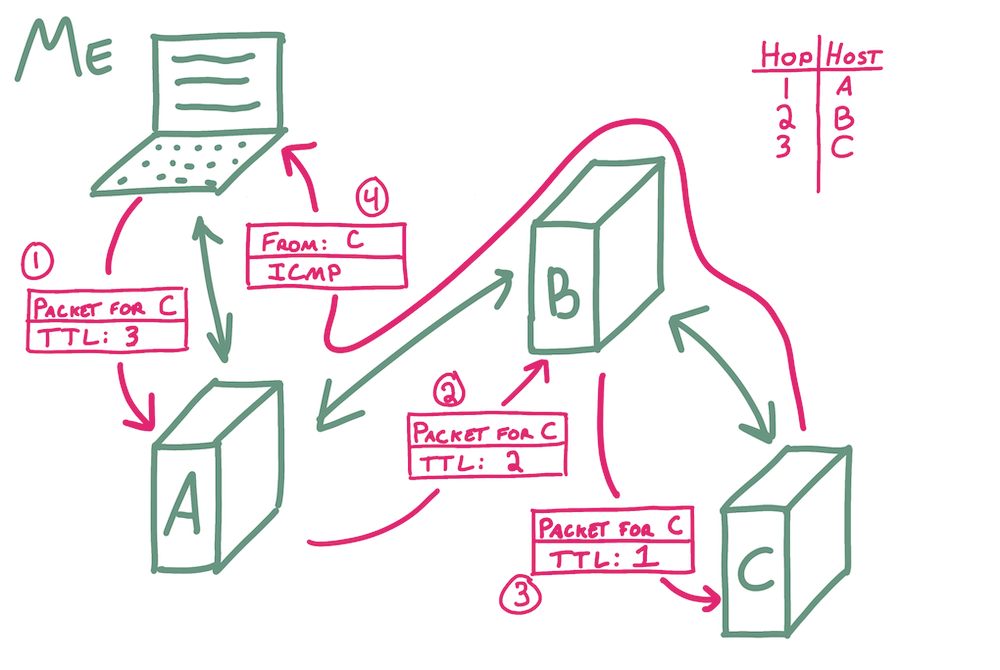 ME
HOP HOST
1 A
2 B
3 C
4
FROM: C
ICMP
1
PACKET FOR C
TTL: 3
B
2
PACKET FOR C
TTL: 2
A
PACKET FOR C
TTL: 1
3
C